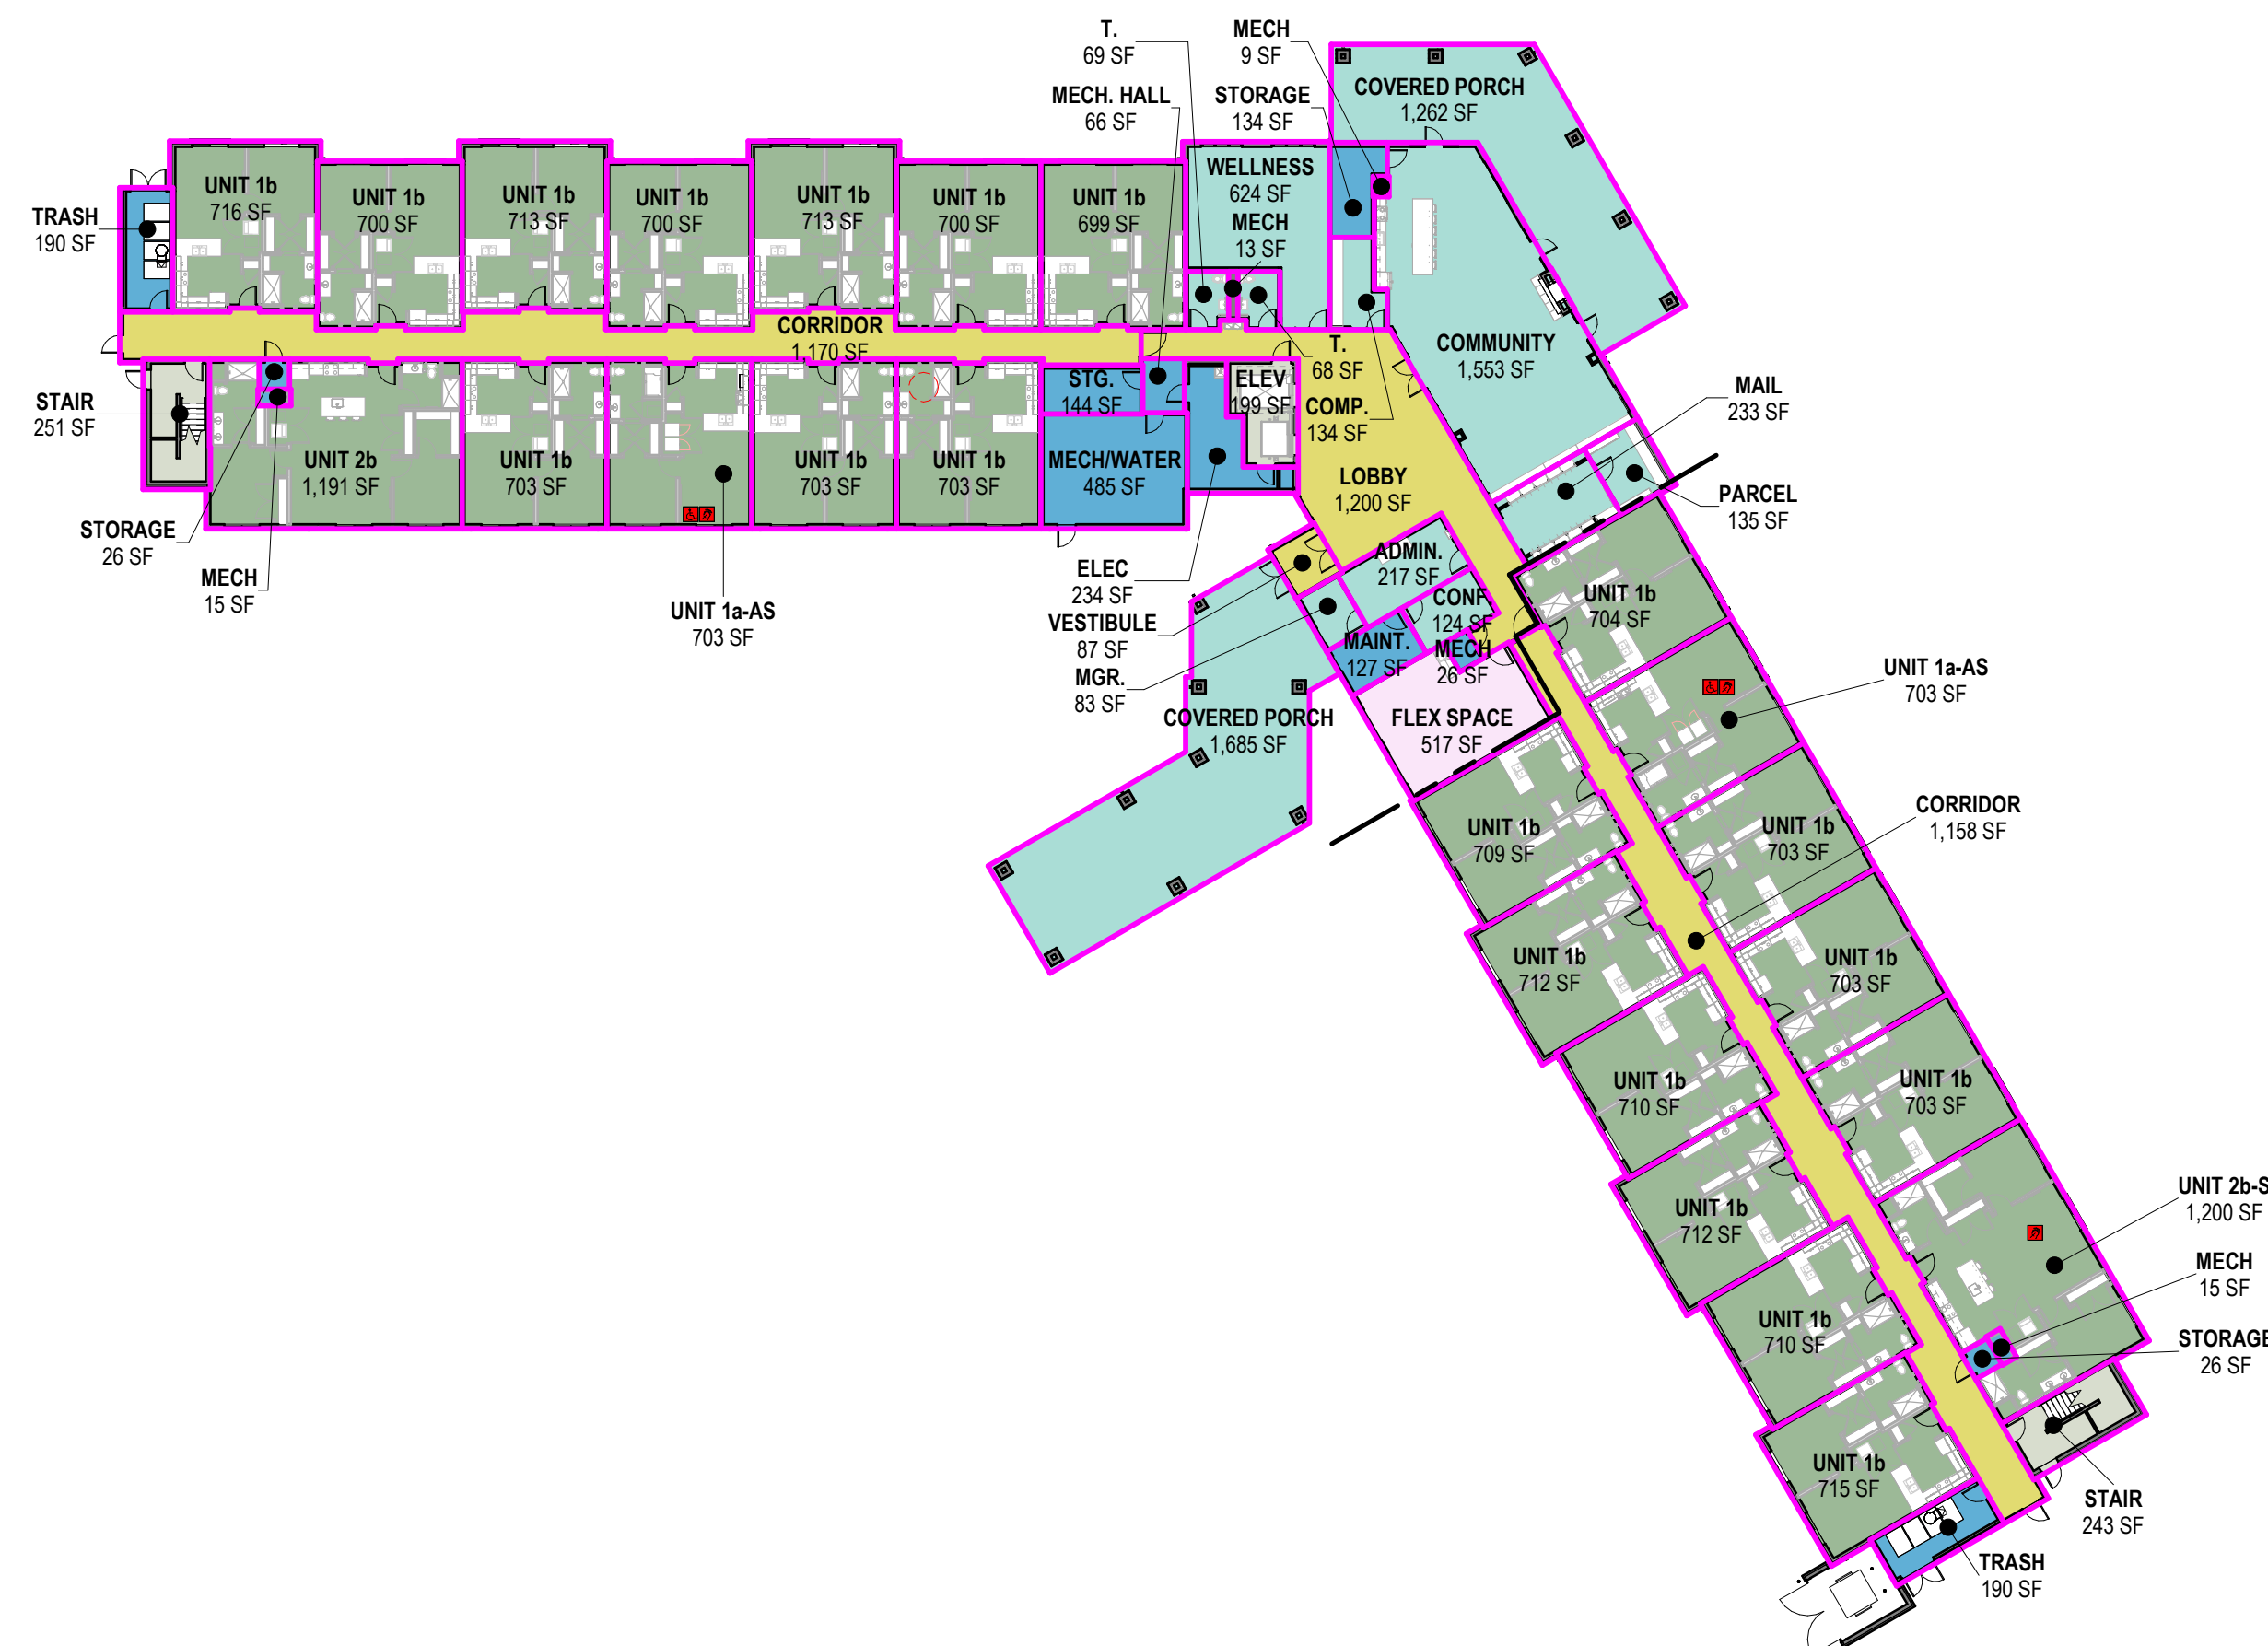 T.
69 SF
MECH
9 SF
MECH. HALL
66 SF
STORAGE
134 SF
COVERED PORCH
1,262 SF
TRASH
190 SF
UNIT 1b
716 SF
UNIT 1b
700 SF
UNIT 1b
713 SF
UNIT 1b
700 SF
UNIT 1b
713 SF
UNIT 1b
700 SF
UNIT 1b
699 SF
WELLNESS
624 SF
MECH
13 SF
CORRIDOR
1,170 SF
COMMUNITY
1,553 SF
T.
68 SF
STAIR
251 SF
STG.
144 SF
ELEV
199 SF
COMP.
134 SF
MAIL
233 SF
UNIT 2b
1,191 SF
UNIT 1b
703 SF
UNIT 1b
703 SF
UNIT 1b
703 SF
MECH/WATER
485 SF
LOBBY
1,200 SF
PARCEL
135 SF
STORAGE
26 SF
MECH
15 SF
UNIT 1a-AS
703 SF
ELEC
234 SF
VESTIBULE
87 SF
MGR.
83 SF
ADMIN.
217 SF
CONF
124 SF
MAINT.
127 SF
MECH
26 SF
UNIT 1b
704 SF
UNIT 1a-AS
703 SF
COVERED PORCH
1,685 SF
FLEX SPACE
517 SF
CORRIDOR
1,158 SF
UNIT 1b
709 SF
UNIT 1b
703 SF
UNIT 1b
712 SF
UNIT 1b
703 SF
UNIT 1b
710 SF
UNIT 1b
703 SF
UNIT 1b
712 SF
UNIT 2b-S
1,200 SF
MECH
15 SF
UNIT 1b
710 SF
STORAGE
26 SF
UNIT 1b
715 SF
STAIR
243 SF
TRASH
190 SF